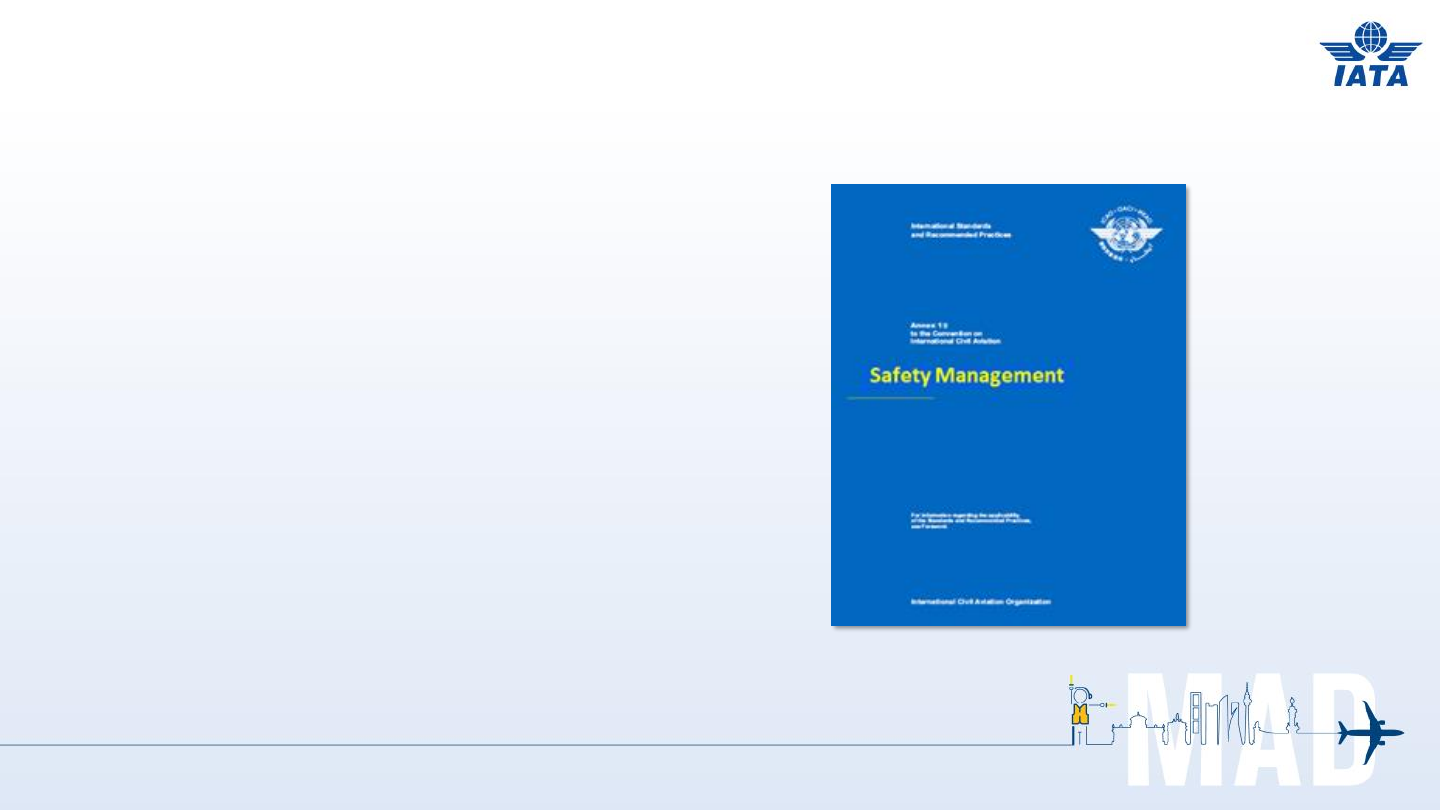 IATA
International Standards
and Recommended Practices
Annex 19
to the Convention on
International Civil Aviation
Safety Management
For information regarding the applicability
of the Standards and Recommended Practices,
see Foreword.
International Civil Aviation Organization
MAD